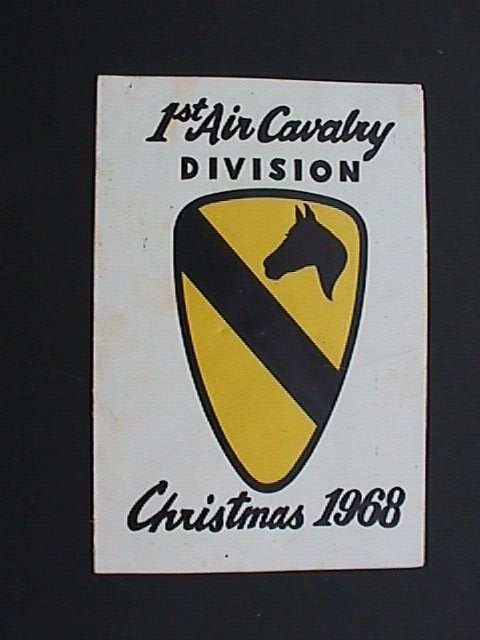 1st Air Cavalry
DIVISION
Christmas 1968